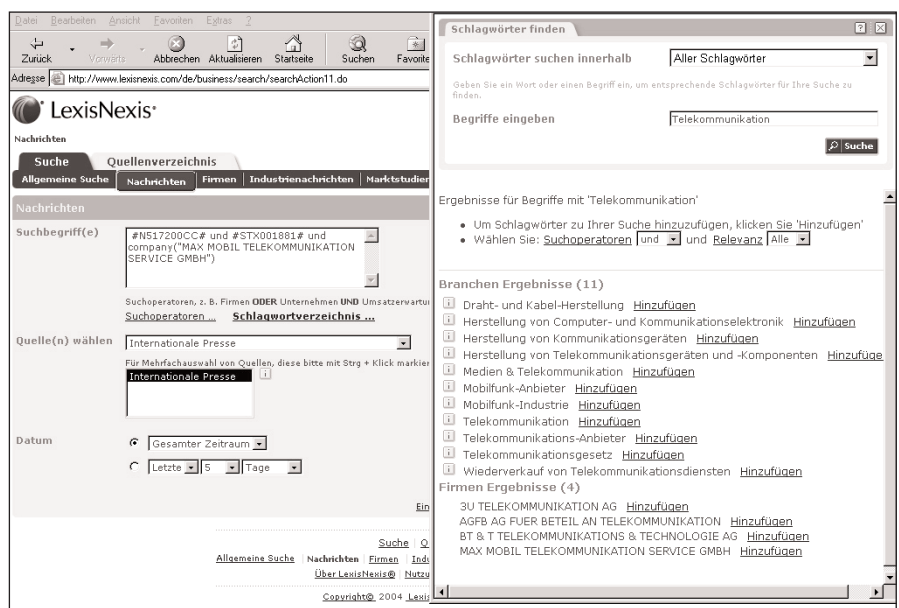 Datei Bearbeiten Ansicht Favoriten Extras ?
Zurück Vorwärts Abbrechen Aktualisieren Startseite Suchen Favorite
Adresse http://www.lexisnexis.com/de/business/search/searchAction11.do
LexisNexis
Nachrichten
Suche Quellenverzeichnis
Allgemeine Suche Nachrichten Firmen Industrienachrichten Marktstudien
Nachrichten
Suchbegriff(e)
#N517200CC# und #STX001881# und
company("MAX MOBIL TELEKOMMUNIKATION
SERVICE GMBH")
Suchoperatoren, z. B. Firmen ODER Unternehmen UND Umsatzerwartu
Suchoperatoren ... Schlagwortverzeichnis ...
Quelle(n) wählen Internationale Presse
Für Mehrfachauswahl von Quellen, diese bitte mit Strg + Klick markier
Internationale Presse
Datum Gesamter Zeitraum
Letzte 5 Tage
Ein
Suche Q
Allgemeine Suche Nachrichten Firmen Indu
Über LexisNexis® Nutzu
Copyright© 2004 Lexis
Schlagwörter finden
Schlagwörter suchen innerhalb Aller Schlagwörter
Geben Sie ein Wort oder einen Begriff ein, um entsprechende Schlagwörter für Ihre Suche zu
finden.
Begriffe eingeben Telekommunikation
Suche
Ergebnisse für Begriffe mit 'Telekommunikation'
• Um Schlagwörter zu Ihrer Suche hinzuzufügen, klicken Sie 'Hinzufügen'
• Wählen Sie: Suchoperatoren und und Relevanz Alle
Branchen Ergebnisse (11)
Draht- und Kabel-Herstellung Hinzufügen
Herstellung von Computer- und Kommunikationselektronik Hinzufügen
Herstellung von Kommunikationsgeräten Hinzufügen
Herstellung von Telekommunikationsgeräten und -Komponenten Hinzufüge
Medien & Telekommunikation Hinzufügen
Mobilfunk-Anbieter Hinzufügen
Mobilfunk-Industrie Hinzufügen
Telekommunikation Hinzufügen
Telekommunikations-Anbieter Hinzufügen
Telekommunikationsgesetz Hinzufügen
Wiederverkauf von Telekommunikationsdiensten Hinzufügen
Firmen Ergebnisse (4)
3U TELEKOMMUNIKATION AG Hinzufügen
AGFB AG FUER BETEIL AN TELEKOMMUNIKATION Hinzufügen
BT & T TELEKOMMUNIKATIONS & TECHNOLOGIE AG Hinzufügen
MAX MOBIL TELEKOMMUNIKATION SERVICE GMBH Hinzufügen